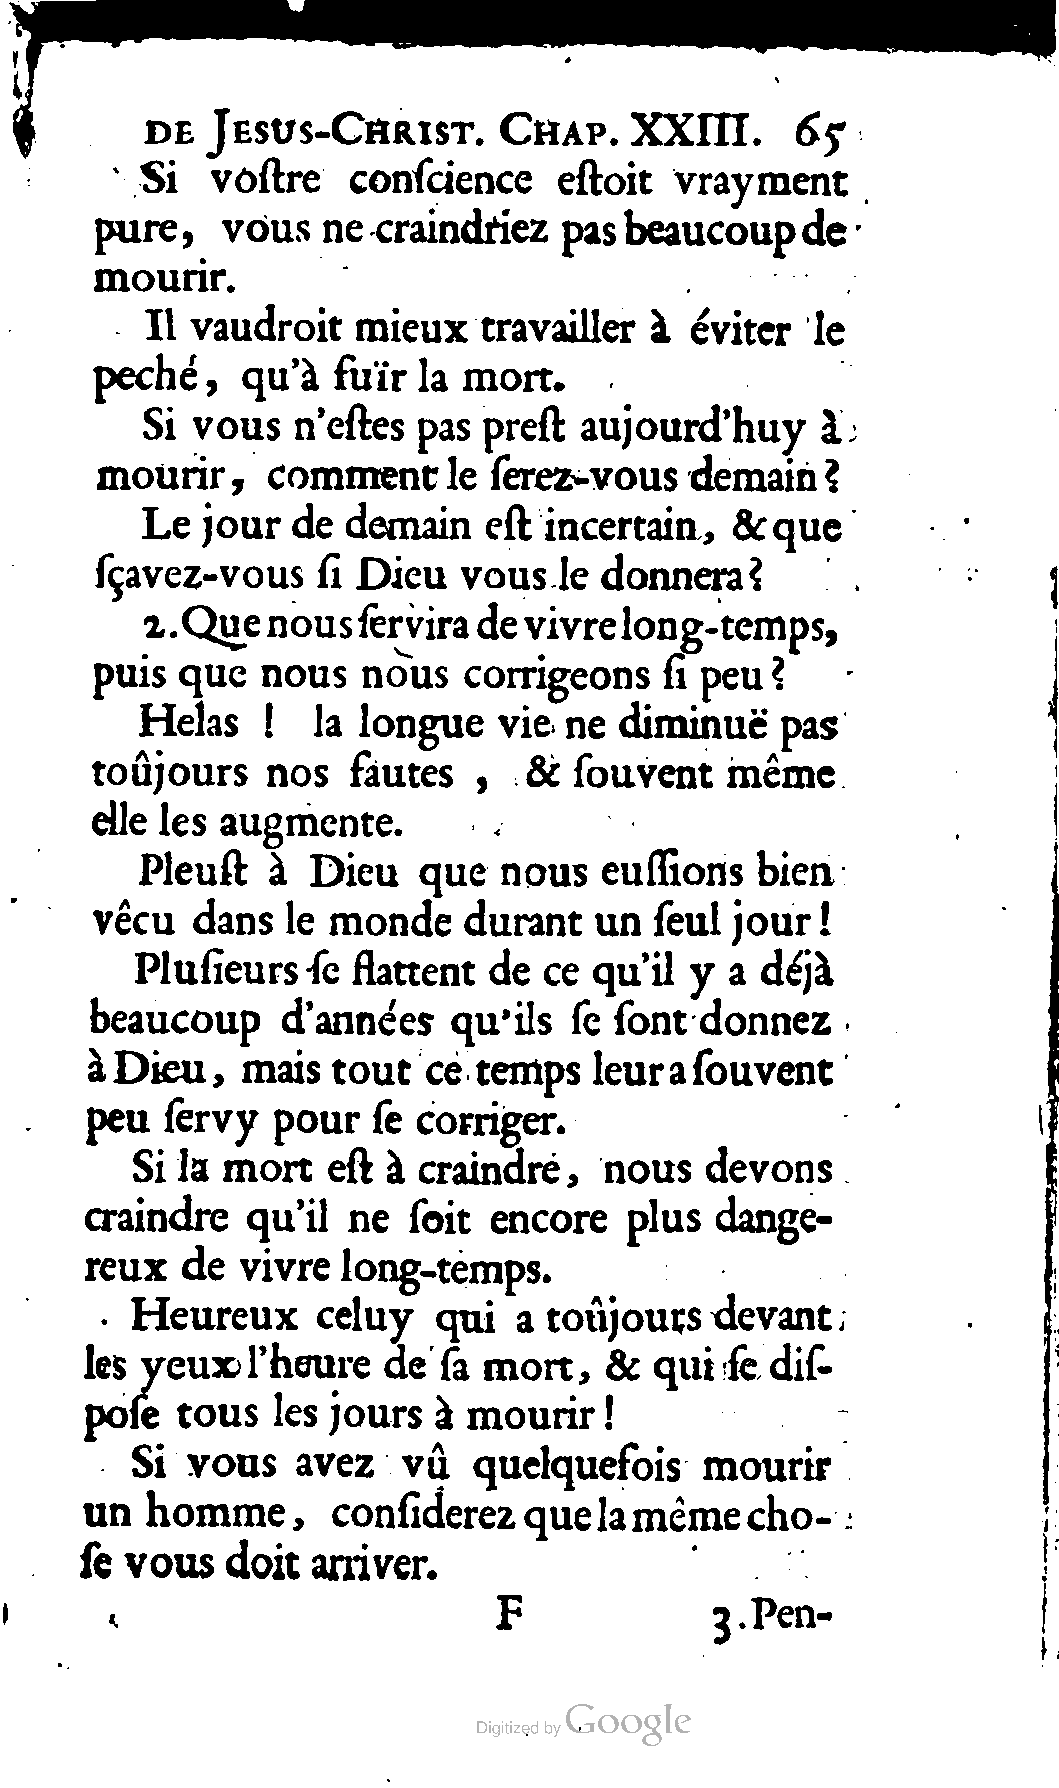 DE JESUS-CHRIST. CHAP. XXIII. 65
Si voſtre conſcience eſtoit vrayment
pure, vous ne craindriez pas beaucoup de
mourir.
Il vaudroit mieux travailler à éviter le
peché, qu'à fuïr la mort.
Si vous n'eſtes pas preſt aujourd'huy à
mourir, comment le ſerez-vous demain?
Le jour de demain eſt incertain, & que
ſçavez-vous ſi Dieu vous le donnera?
2. Que nous ſervira de vivre long-temps,
puis que nous nous corrigeons ſi peu?
Helas ! la longue vie ne diminuë pas
toûjours nos fautes , & ſouvent même
elle les augmente.
Pleuſt à Dieu que nous euſſions bien
vêcu dans le monde durant un ſeul jour!
Pluſieurs ſe flattent de ce qu'il y a déjà
beaucoup d'années qu'ils ſe ſont donnez
à Dieu, mais tout ce temps leur a ſouvent
peu ſervy pour ſe corriger.
Si la mort eſt à craindre, nous devons
craindre qu'il ne ſoit encore plus dange-
reux de vivre long-temps.
Heureux celuy qui a toûjours devant
les yeux l'heure de ſa mort, & qui ſe diſ-
poſe tous les jours à mourir!
Si vous avez vû quelquefois mourir
un homme, conſiderez que la même cho-
ſe vous doit arriver.
F 3. Pen-
Digitized by Google